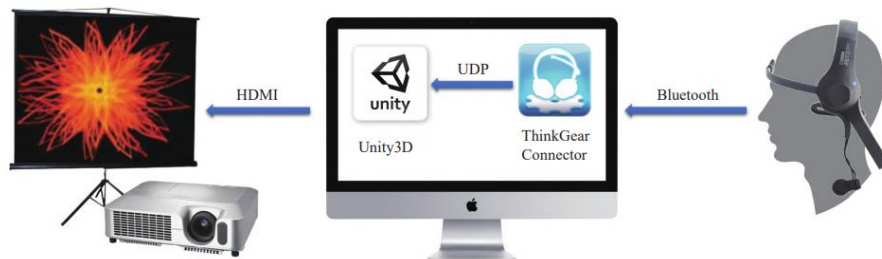 HDMI
unity
Unity3D
UDP
ThinkGear
Connector
Bluetooth